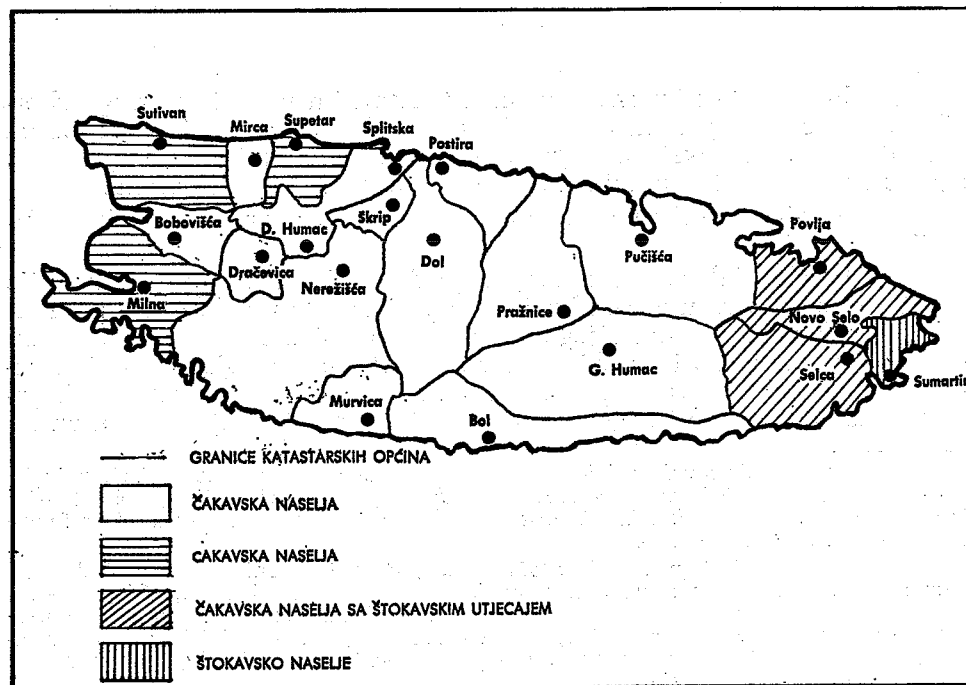 Sutivan
Mirca
Supetar
Splitska
Postira
Bobovišća
D. Humac
Škrip
Dol
Pučišća
Povlja
Dračevica
Nerežišća
Milna
Pražnice
Novo Selo
G. Humac
Selca
Sumartin
Murvica
Bol
GRANICE KATASTARSKIH OPĆINA
ČAKAVSKA NASELJA
CAKAVSKA NASELJA
ČAKAVSKA NASELJA SA ŠTOKAVSKIM UTJECAJEM
ŠTOKAVSKO NASELJE